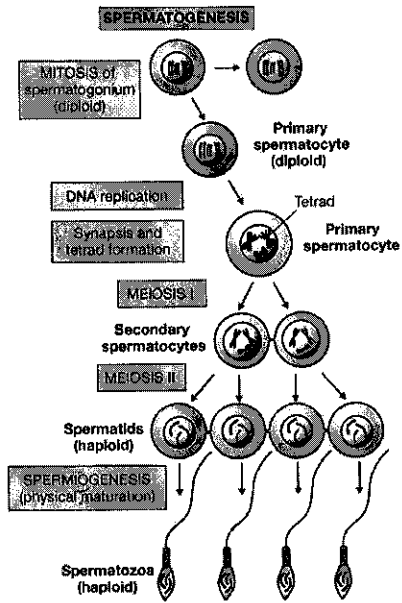 SPERMATOGENESIS
MITOSIS of
spermatogonium
(diploid)
Primary
spermatocyte
(diploid)
DNA replication
Tetrad
Synapsis and
tetrad formation
Primary
spermatocyte
MEIOSIS I
Secondary
spermatocytes
MEIOSIS II
Spermatids
(haploid)
SPERMIOGENESIS
(physical maturation)
Spermatozoa
(haploid)